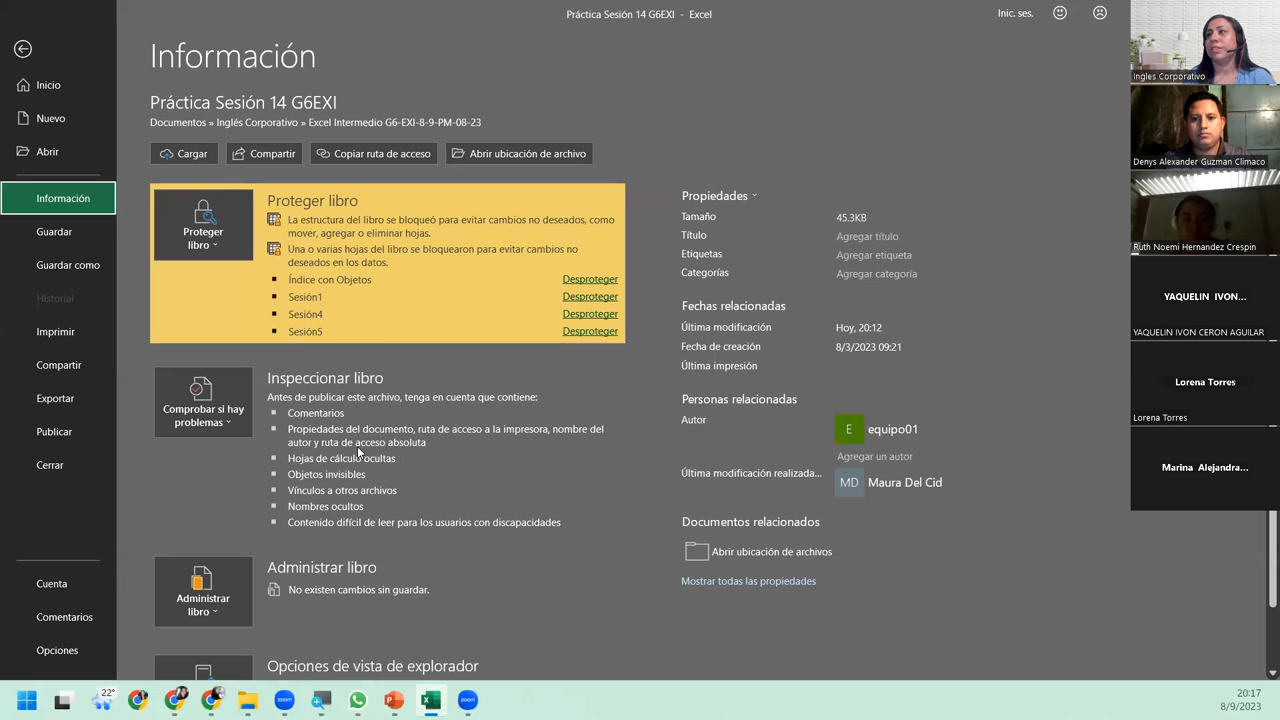 Práctica Sesión 14 G6EXI - Excel
Inic. ses.
Inicio
Nuevo
Abrir
Información
Guardar
Guardar como
Historial
Imprimir
Compartir
Exportar
Publicar
Cerrar
Cuenta
Comentarios
Opciones
Información
Práctica Sesión 14 G6EXI
Documentos » Inglés Corporativo » Excel Intermedio G6-EXI-8-9-PM-08-23
Cargar
Compartir
Copiar ruta de acceso
Abrir ubicación de archivo
Proteger
libro
Proteger libro
La estructura del libro se bloqueó para evitar cambios no deseados, como
mover, agregar o eliminar hojas.
Una o varias hojas del libro se bloquearon para evitar cambios no
deseados en los datos.
Índice con Objetos Desproteger
Sesión1 Desproteger
Sesión4 Desproteger
Sesión5 Desproteger
Comprobar si hay
problemas
Inspeccionar libro
Antes de publicar este archivo, tenga en cuenta que contiene:
Comentarios
Propiedades del documento, ruta de acceso a la impresora, nombre del
autor y ruta de acceso absoluta
Hojas de cálculo ocultas
Objetos invisibles
Vínculos a otros archivos
Nombres ocultos
Contenido difícil de leer para los usuarios con discapacidades
Administrar
libro
Administrar libro
No existen cambios sin guardar.
Opciones de vista de explorador
Propiedades
Tamaño 45.3KB
Título Agregar título
Etiquetas Agregar etiqueta
Categorías Agregar categoría
Fechas relacionadas
Última modificación Hoy, 20:12
Fecha de creación 8/3/2023 09:21
Última impresión
Personas relacionadas
Autor
E equipo01
Agregar un autor
Última modificación realizada... MD Maura Del Cid
Documentos relacionados
Abrir ubicación de archivos
Mostrar todas las propiedades
Ingles Corporativo
Denys Alexander Guzman Climaco
Ruth Noemi Hernandez Crespin
YAQUELIN IVON...
YAQUELIN IVON CERON AGUILAR
Lorena Torres
Lorena Torres
Marina Alejandra...
22°
zoom
zoom
20:17
8/9/2023